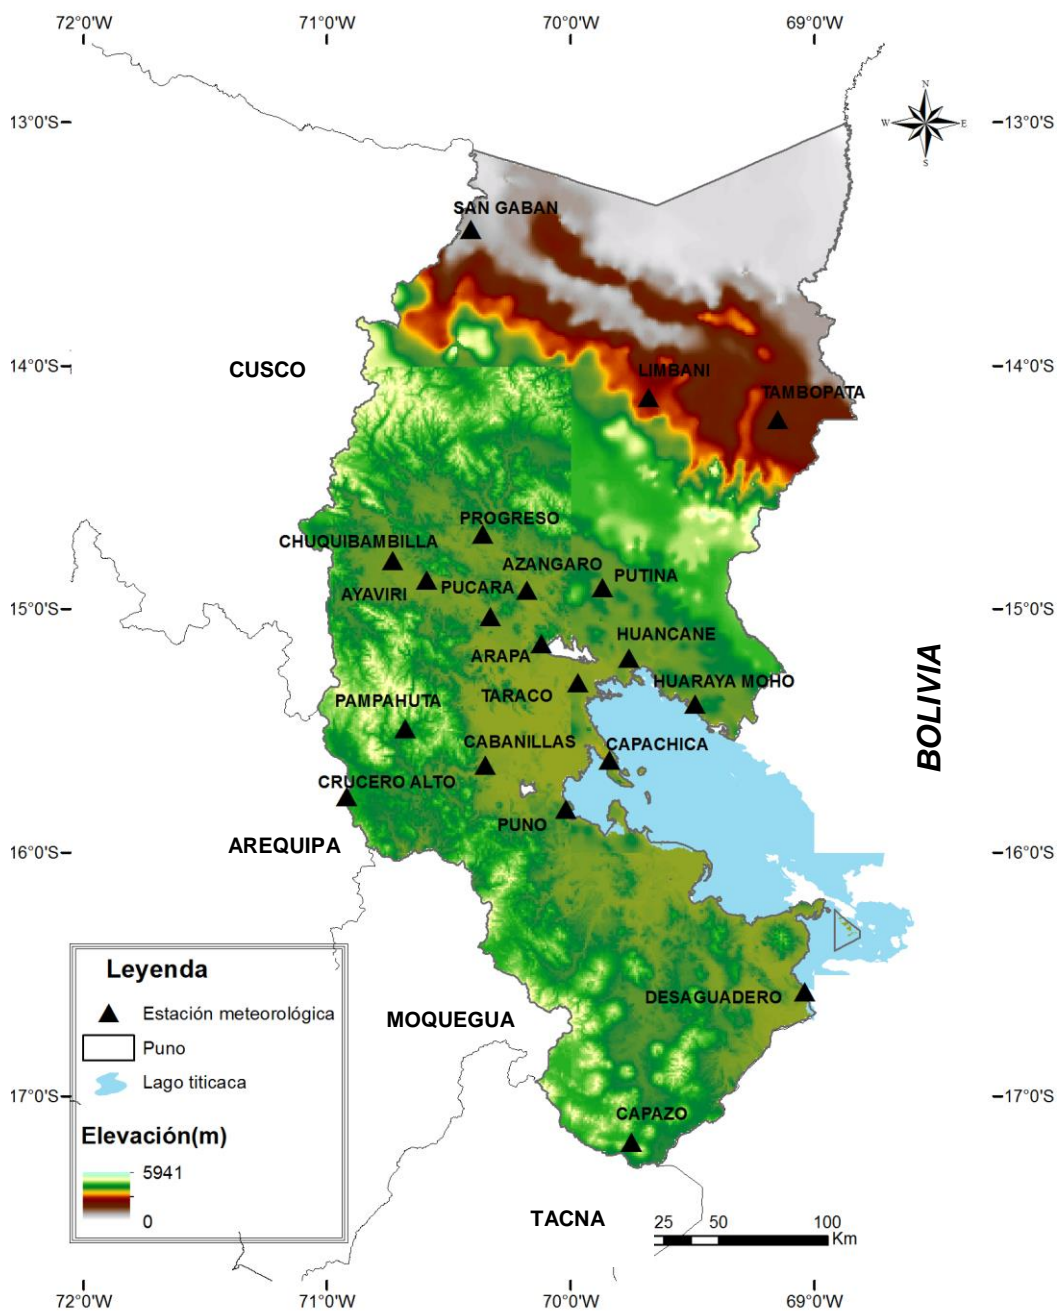 72°0'W 71°0'W 70°0'W 69°0'W
N
13°0'S 13°0'S
W E
S
SAN GABAN
14°0'S CUSCO LIMBANI 14°0'S
TAMBOPATA
PROGRESO
CHUQUIBAMBILLA
AZANGARO
PUTINA
AYAVIRI PUCARA
15°0'S 15°0'S
HUANCANE
ARAPA
HUARAYA MOHO
TARACO
PAMPAHUTA
BOLIVIA
CABANILLAS CAPACHICA
CRUCERO ALTO
PUNO
AREQUIPA
16°0'S 16°0'S
Leyenda
Estación meteorológica
Puno
Lago titicaca
Elevación(m)
5941
0
DESAGUADERO
MOQUEGUA
17°0'S 17°0'S
CAPAZO
TACNA
25 50 100
Km
72°0'W 71°0'W 70°0'W 69°0'W